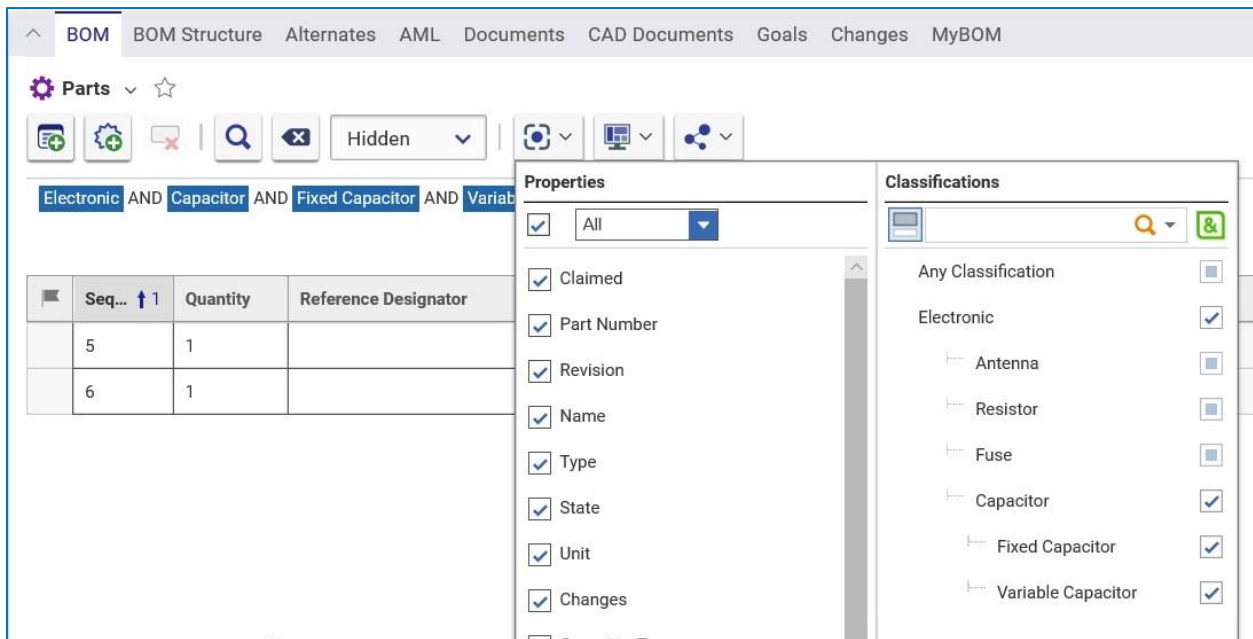 BOM BOM Structure Alternates AML Documents CAD Documents Goals Changes MyBOM
Parts
Hidden
Electronic AND Capacitor AND Fixed Capacitor AND
Properties
All
Claimed
Part Number
Revision
Name
Type
State
Unit
Changes
Classifications
&
Any Classification
Electronic
Antenna
Resistor
Fuse
Capacitor
Fixed Capacitor
Variable Capacitor
Seq... 1 Quantity Reference Designator
5 1
6 1